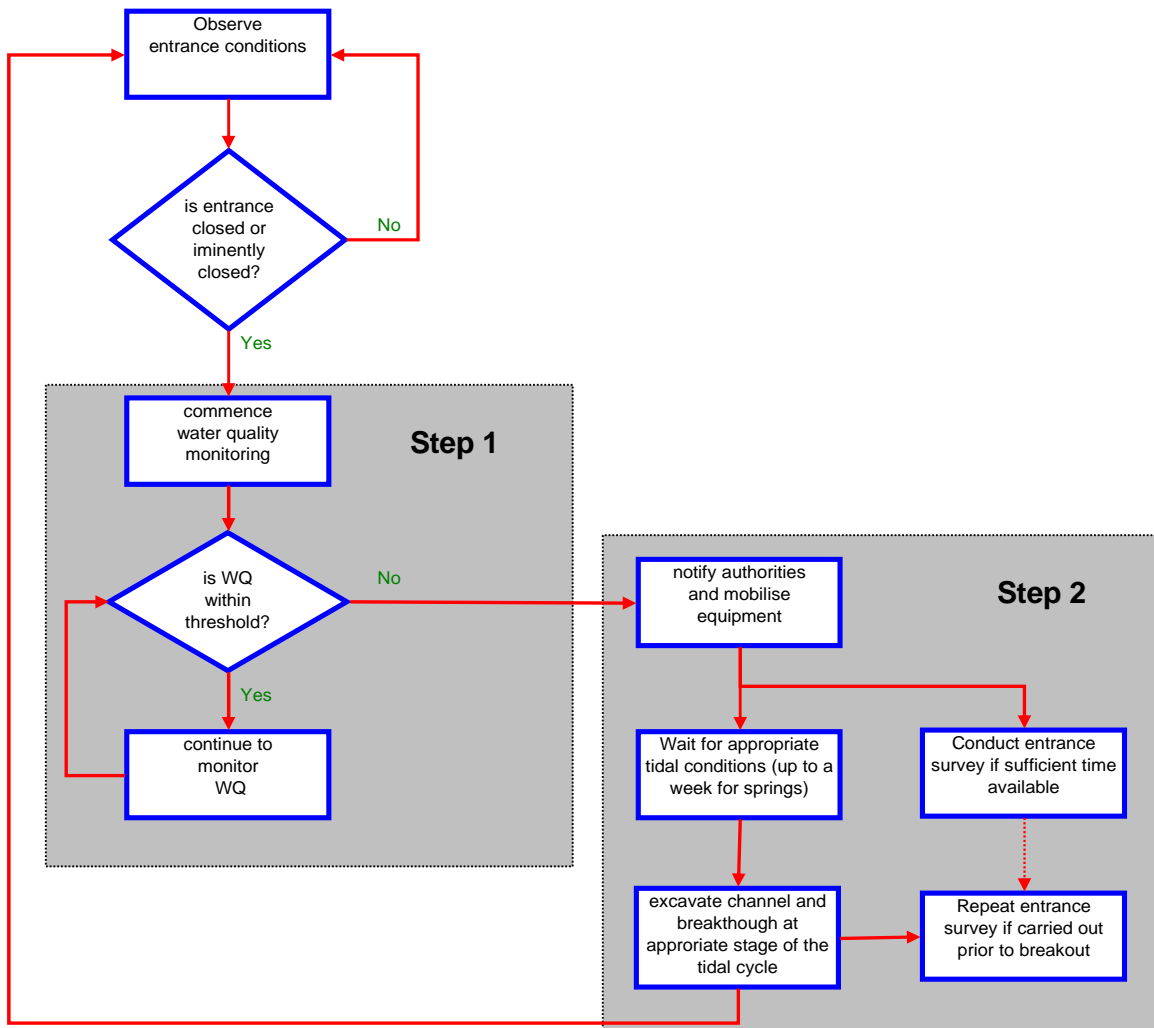 Observe
entrance conditions
is entrance
closed or
iminently
closed?
No
Yes
commence
water quality
monitoring
Step 1
is WQ
within
threshold?
No
Yes
continue to
monitor
WQ
notify authorities
and mobilise
equipment
Step 2
Wait for appropriate
tidal conditions (up to a
week for springs)
Conduct entrance
survey if sufficient time
available
excavate channel and
breakthough at
approriate stage of the
tidal cycle
Repeat entrance
survey if carried out
prior to breakout